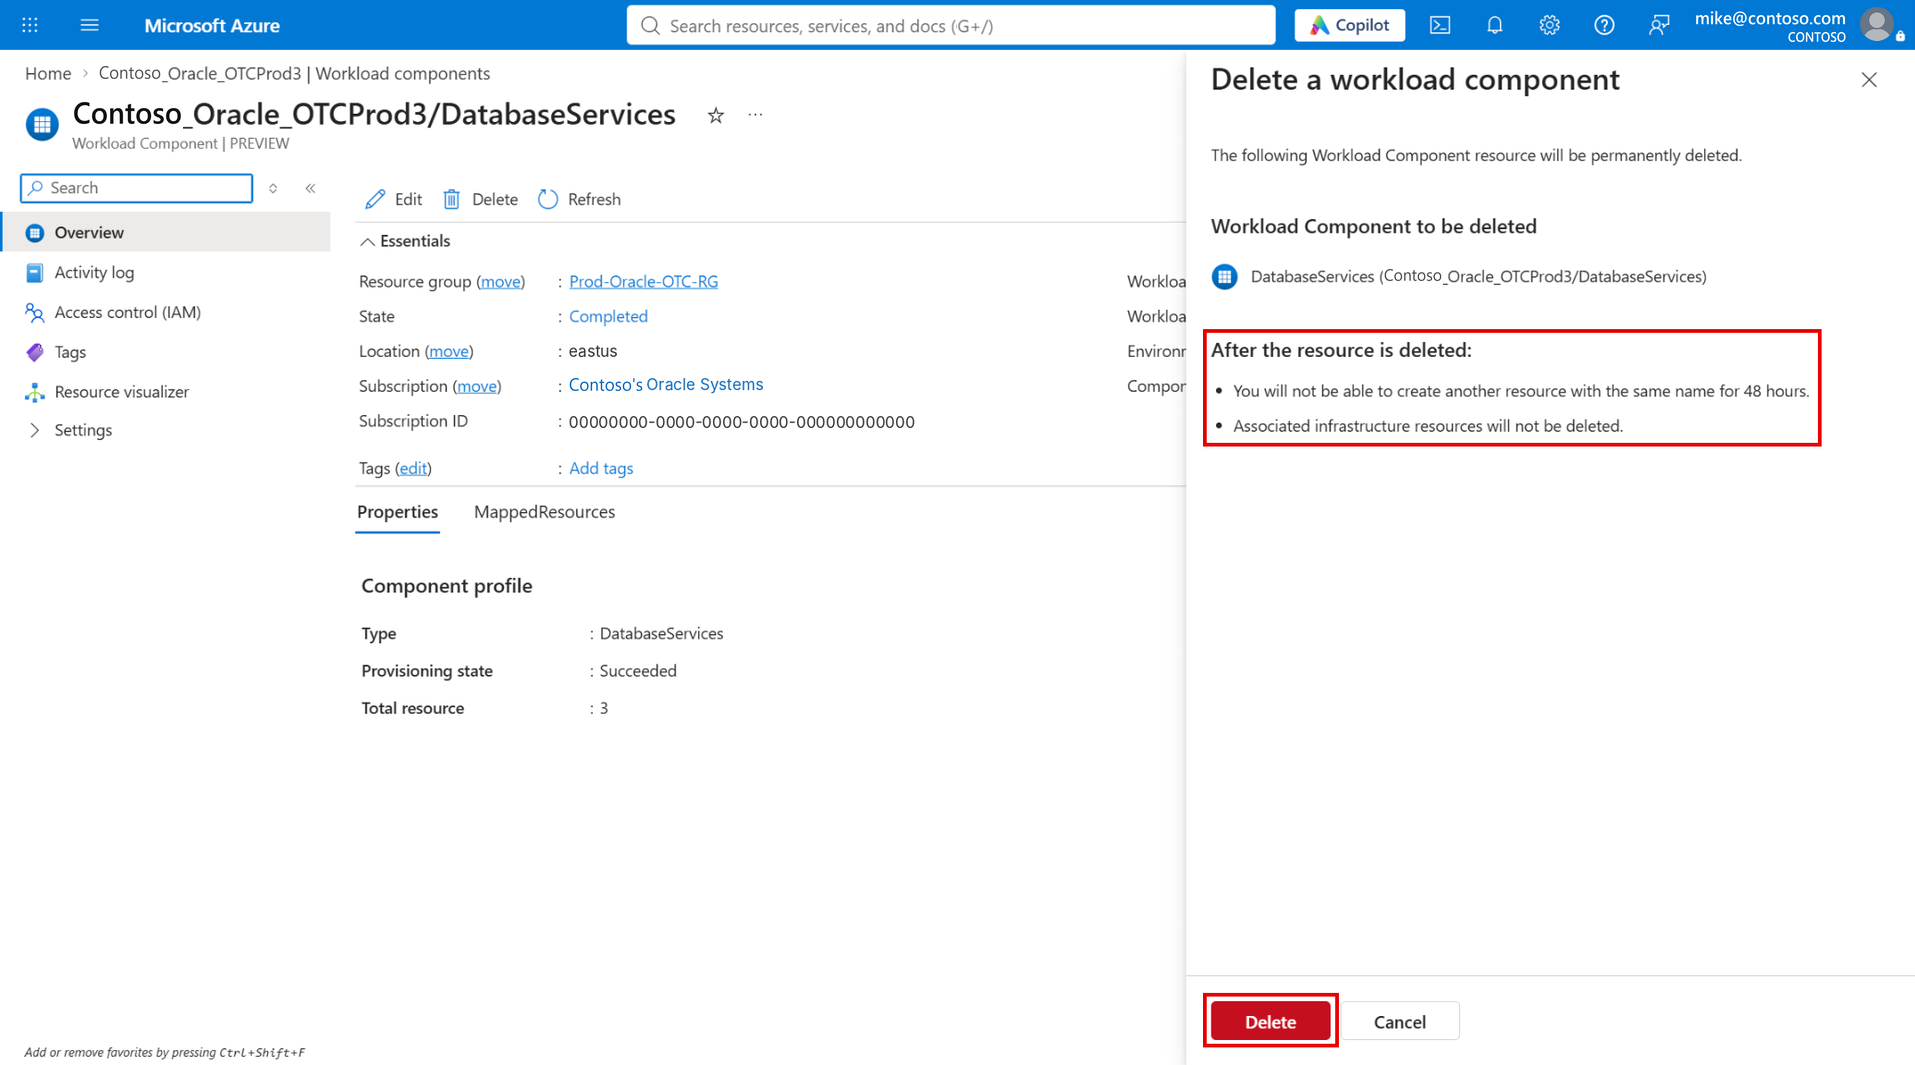 Microsoft Azure
Search resources, services, and docs (G+/)
Copilot
mike@contoso.com
CONTOSO
Home > Contoso_Oracle_OTCProd3 | Workload components
Contoso_Oracle_OTCProd3/DatabaseServices
Workload Component | PREVIEW
Search
Overview
Activity log
Access control (IAM)
Tags
Resource visualizer
Settings
Add or remove favorites by pressing Ctrl+Shift+F
Edit
Delete
Refresh
Essentials
Resource group (move) : Prod-Oracle-OTC-RG
State : Completed
Location (move) : eastus
Subscription (move) : Contoso's Oracle Systems
Subscription ID : 00000000-0000-0000-0000-000000000000
Tags (edit) : Add tags
Workloa
Workloa
Environ
Compon
Properties
MappedResources
Component profile
Type : DatabaseServices
Provisioning state : Succeeded
Total resource : 3
Delete a workload component
The following Workload Component resource will be permanently deleted.
Workload Component to be deleted
DatabaseServices (Contoso_Oracle_OTCProd3/DatabaseServices)
After the resource is deleted:
• You will not be able to create another resource with the same name for 48 hours.
• Associated infrastructure resources will not be deleted.
Delete
Cancel